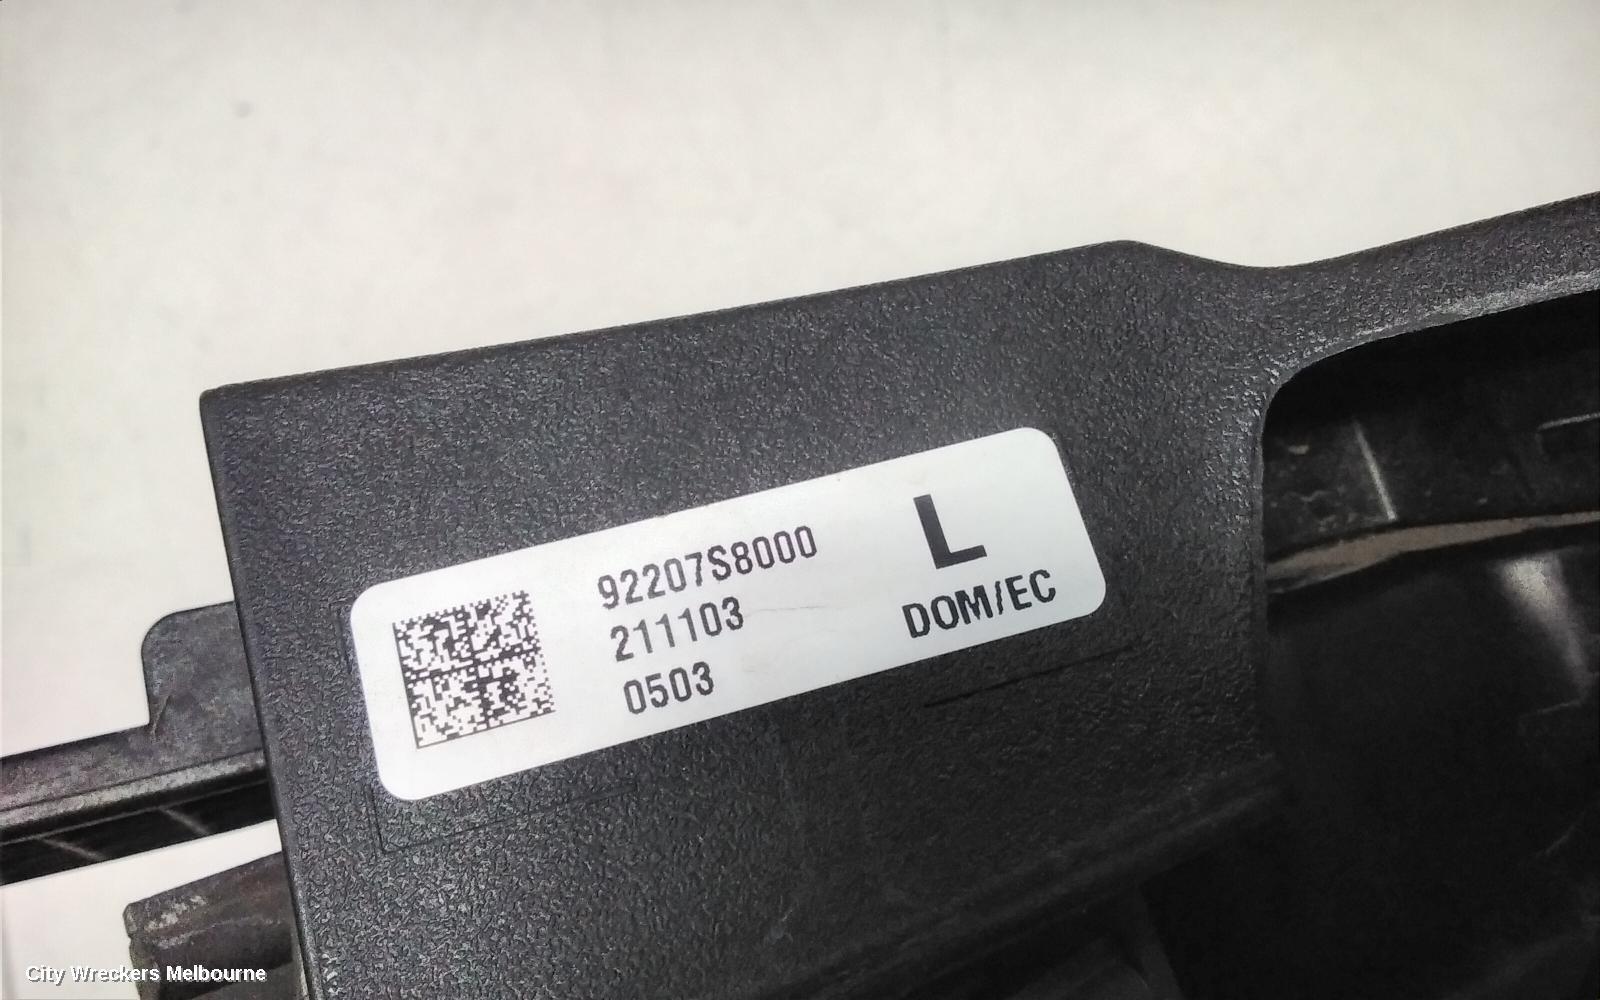 92207S8000
211103
0503
L
DOM/EC
City Wreckers Melbourne